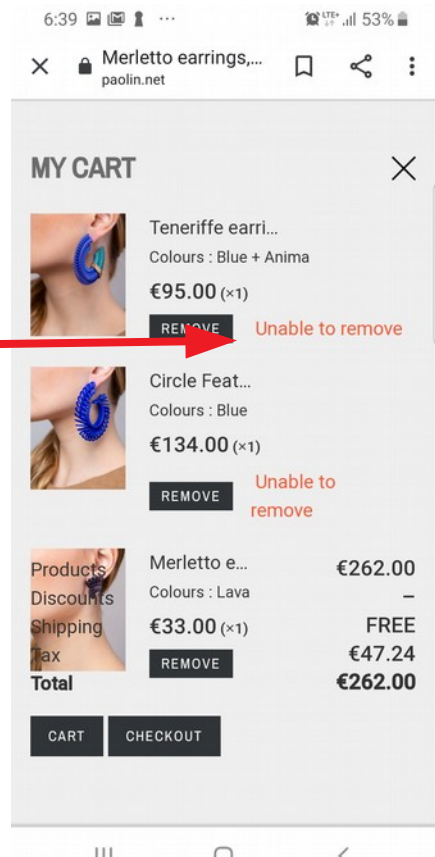 6:39 ... LTE+ 53%
Merletto earrings,...
paolin.net
MY CART
Teneriffe earri...
Colours : Blue + Anima
€95.00 (×1)
REMOVE Unable to remove
Circle Feat...
Colours : Blue
€134.00 (×1)
REMOVE Unable to
remove
Merletto e...
Colours : Lava
€33.00 (×1)
REMOVE
Products €262.00
Discounts –
Shipping FREE
Tax €47.24
Total €262.00
CART CHECKOUT